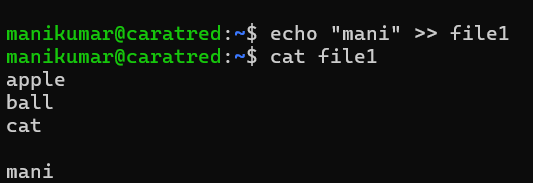 manikumar@caratred:~$ echo "mani" >> file1
manikumar@caratred:~$ cat file1
apple
ball
cat

mani